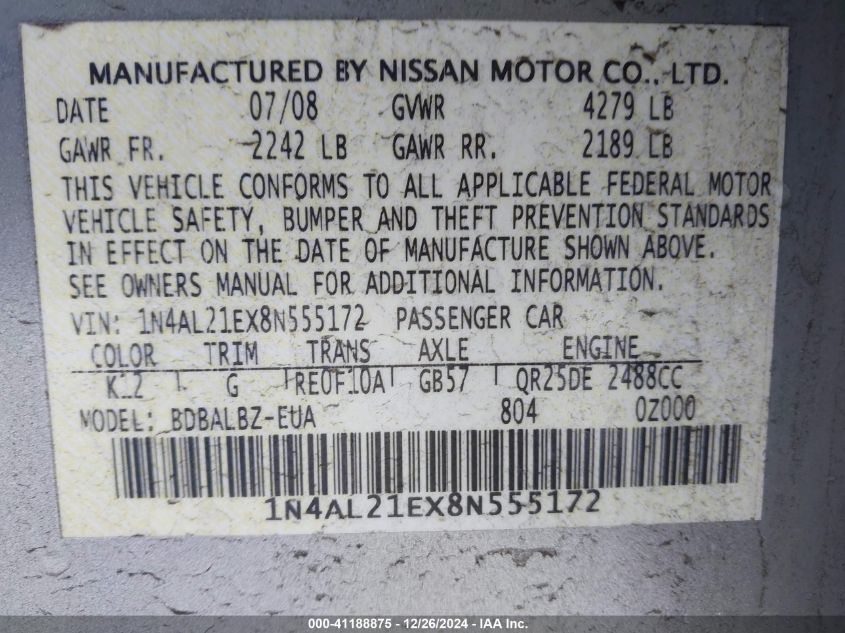 MANUFACTURED BY NISSAN MOTOR CO., LTD.
DATE 07/08 GVWR 4279 LB
GAWR FR. 2242 LB GAWR RR. 2189 LB
THIS VEHICLE CONFORMS TO ALL APPLICABLE FEDERAL MOTOR
VEHICLE SAFETY, BUMPER AND THEFT PREVENTION STANDARDS
IN EFFECT ON THE DATE OF MANUFACTURE SHOWN ABOVE.
SEE OWNERS MANUAL FOR ADDITIONAL INFORMATION.
VIN: 1N4AL21EX8N555172 PASSENGER CAR
COLOR TRIM TRANS AXLE ENGINE
K12 G RE0F10A GB57 QR25DE 2488CC
MODEL: BDBALBZ-EUA 804 0Z000
1N4AL21EX8N555172
000-41188875 - 12/26/2024 - IAA Inc.